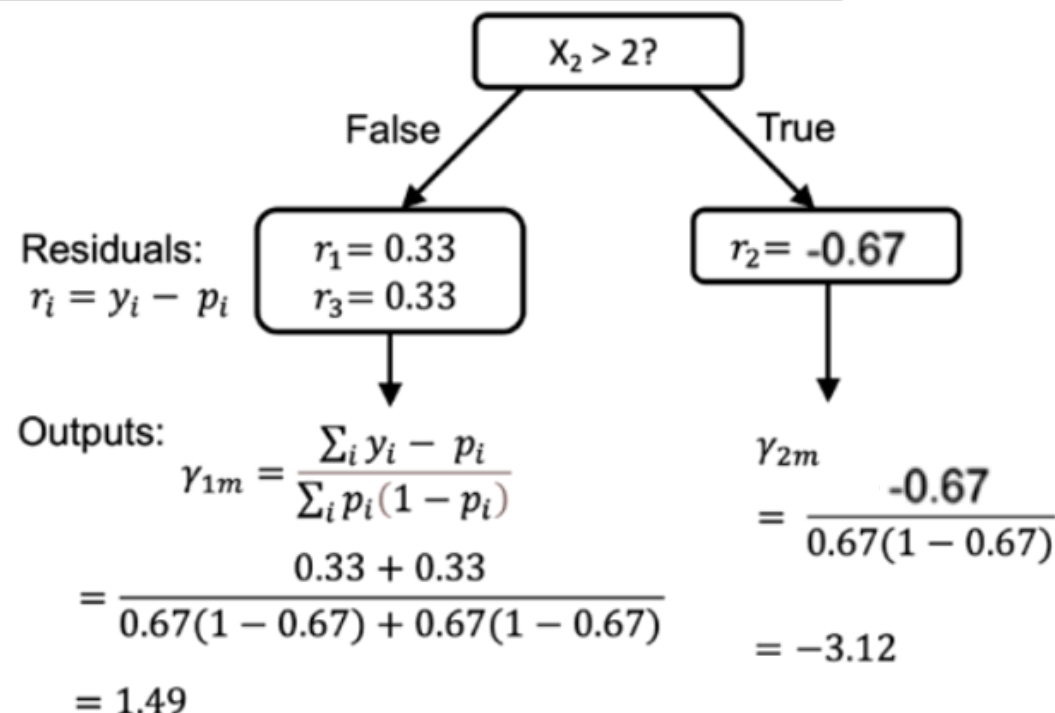 X₂ > 2?
False
True
Residuals:
rᵢ = yᵢ − pᵢ
r₁= 0.33
r₃= 0.33
r₂= -0.67
Outputs:
γ₁ₘ = ∑ᵢ yᵢ − pᵢ / ∑ᵢ pᵢ(1 − pᵢ)
= 0.33 + 0.33 / 0.67(1 − 0.67) + 0.67(1 − 0.67)
= 1.49
γ₂ₘ
= -0.67 / 0.67(1 − 0.67)
= −3.12